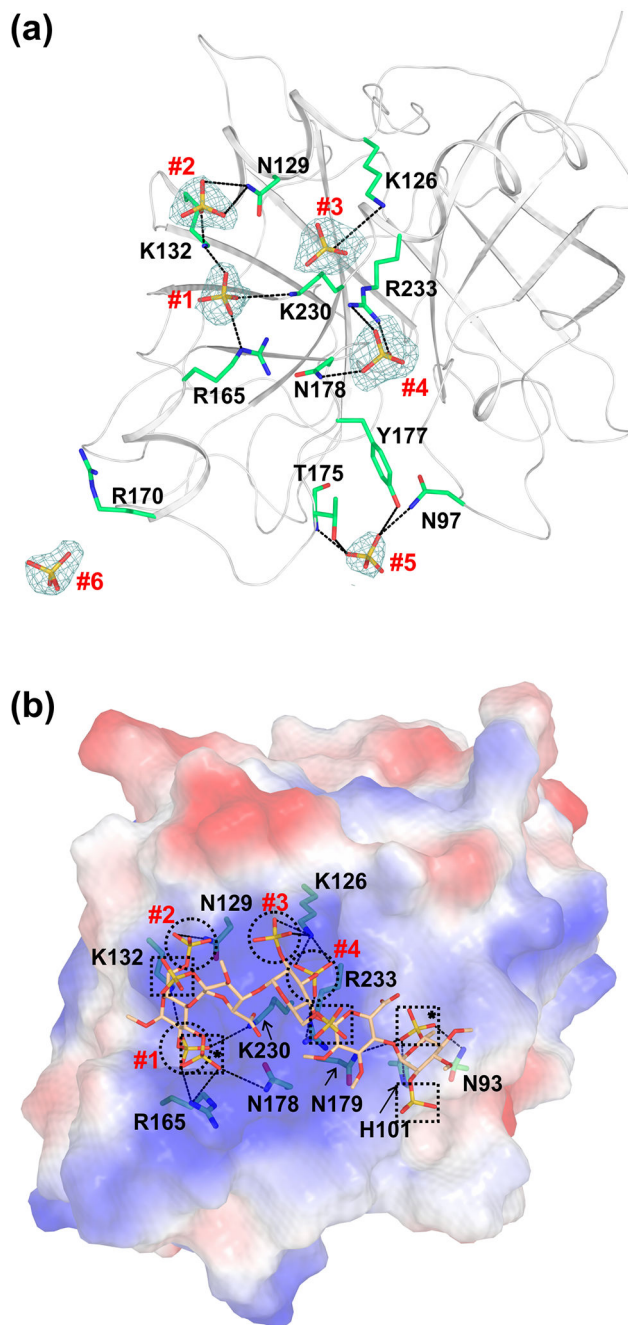 (a)
#2 N129 K126
#3
K132
#1 K230 R233
R165 N178 #4
Y177
T175
R170 N97
#6 #5
(b)
K126
N129 #3
#2 #4
K132 R233
#1 * K230 *
R165 N178 N179 N93
H101